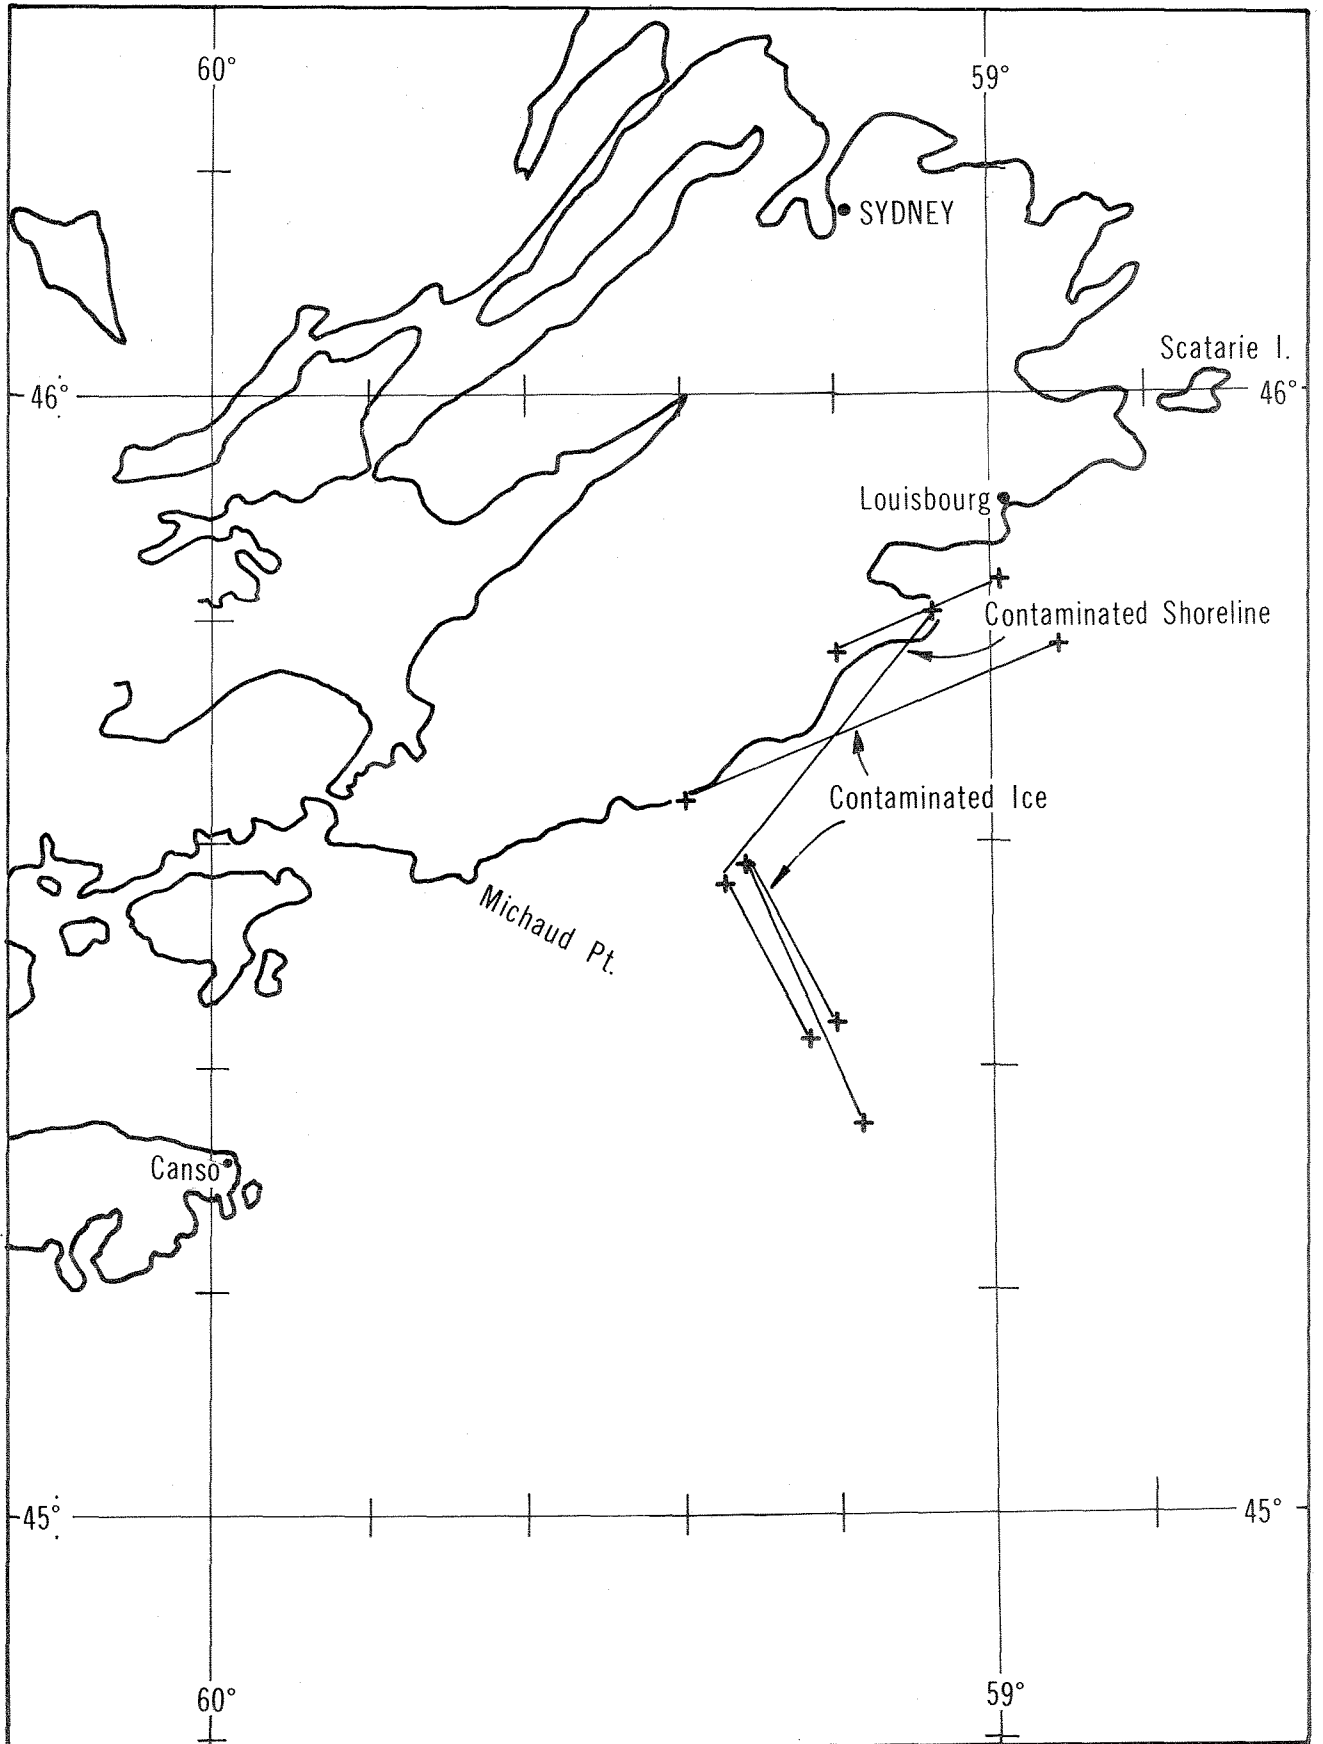 60°
59°
SYDNEY
Scatarie I.
46°
46°
Louisbourg
Contaminated Shoreline
Contaminated Ice
Michaud Pt.
Canso
45°
45°
60°
59°